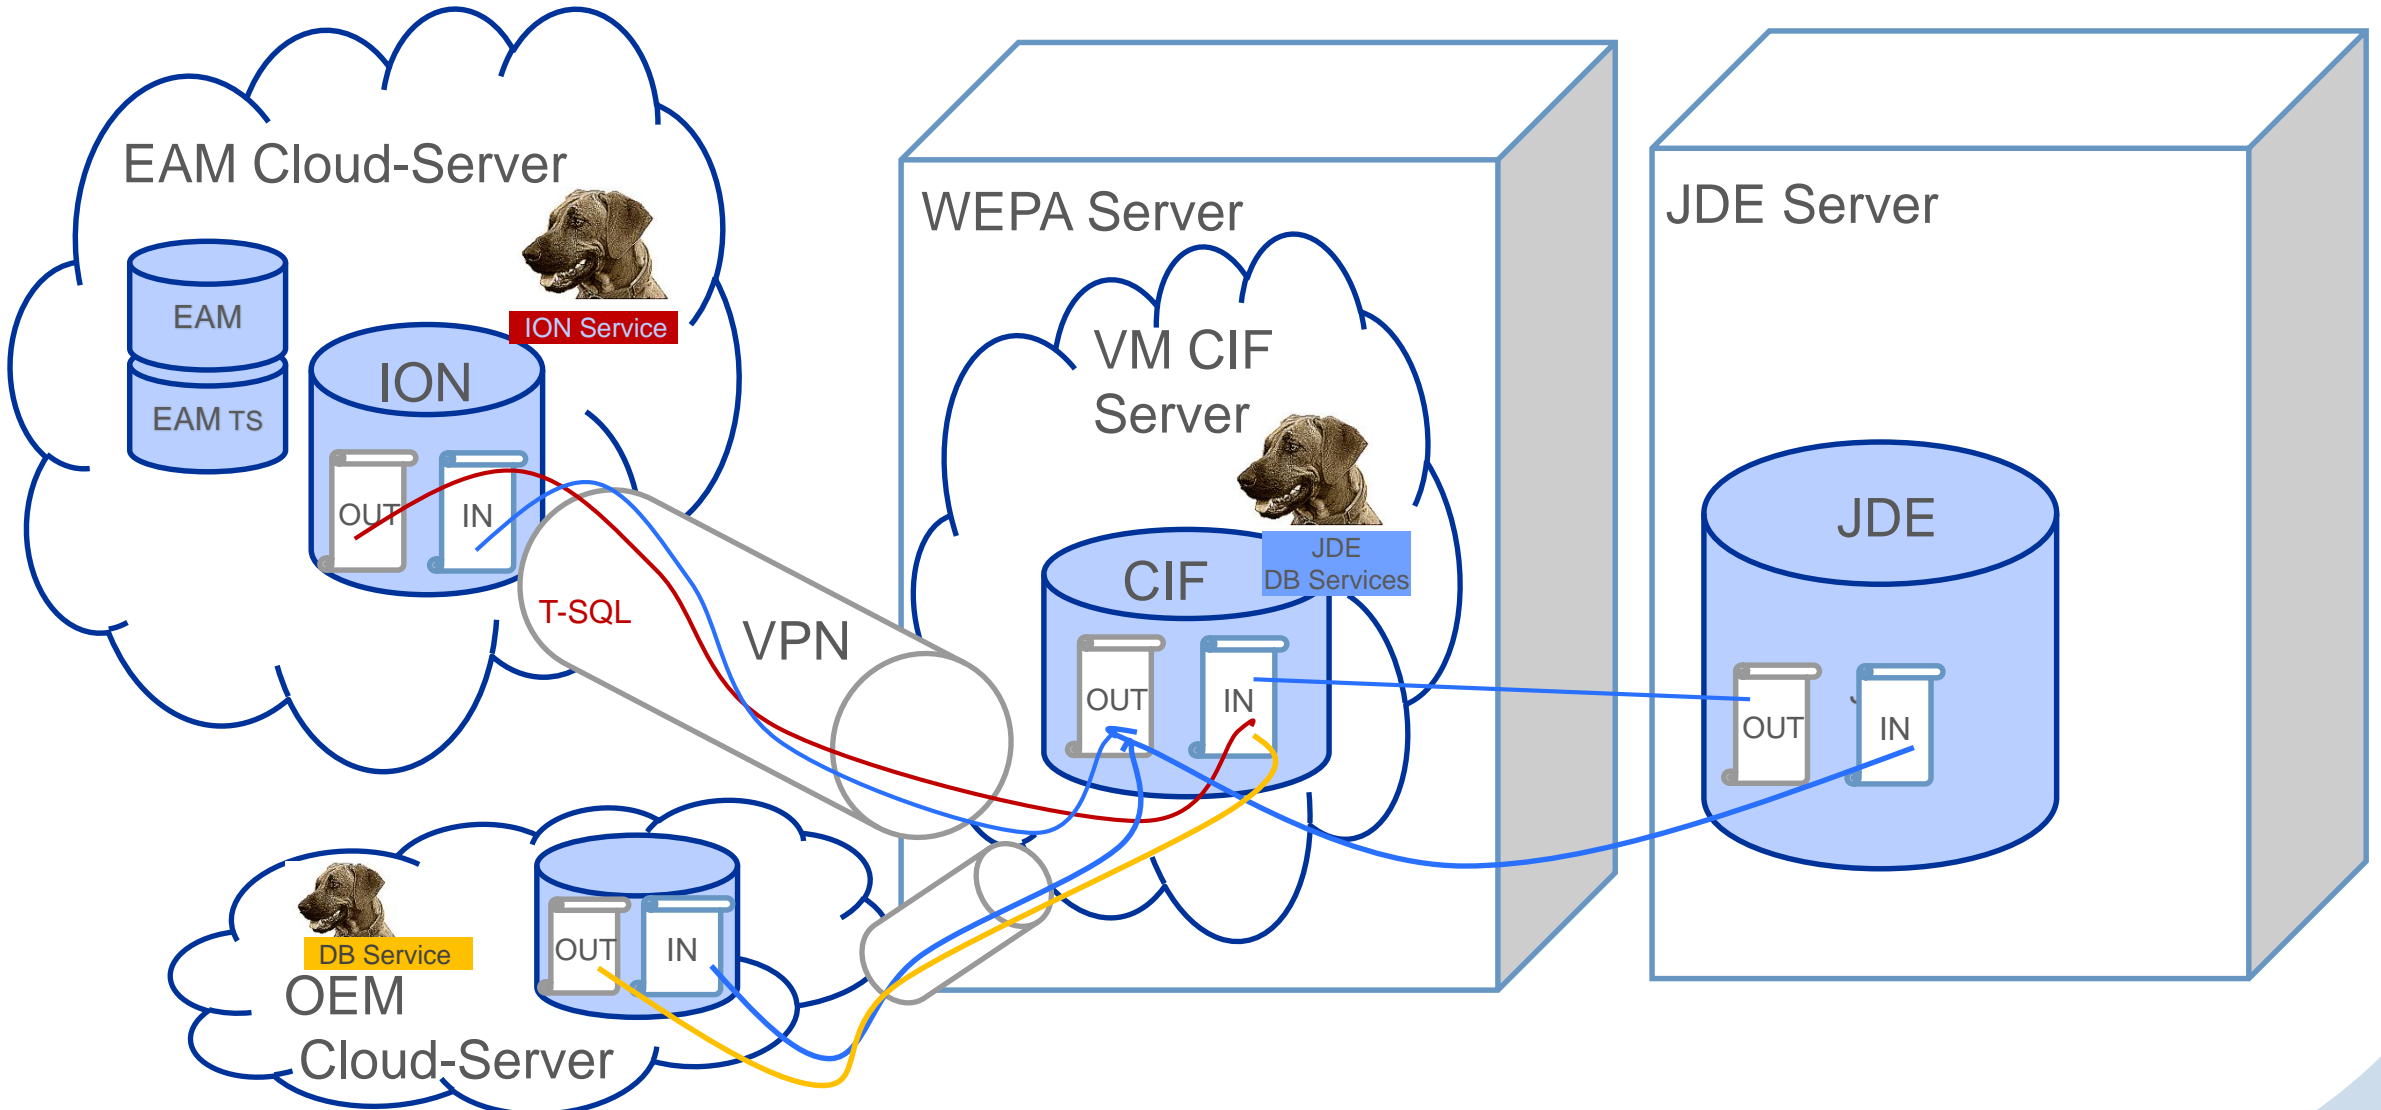 EAM Cloud-Server
ION Service
EAM
EAM TS
ION
OUT
IN
T-SQL
VPN
WEPA Server
VM CIF
Server
JDE
DB Services
CIF
OUT
IN
JDE Server
JDE
OUT
IN
DB Service
OEM
Cloud-Server
OUT
IN